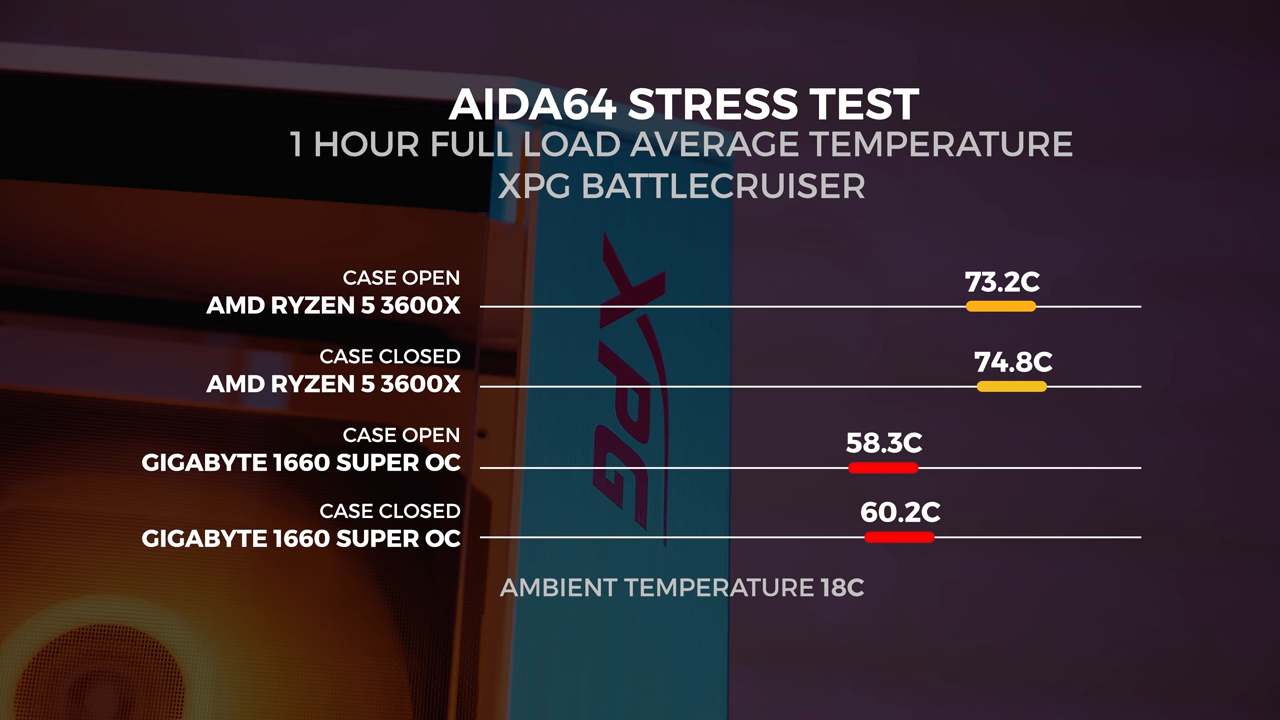 AIDA64 STRESS TEST
1 HOUR FULL LOAD AVERAGE TEMPERATURE
XPG BATTLECRUISER
CASE OPEN
AMD RYZEN 5 3600X
73.2C
CASE CLOSED
AMD RYZEN 5 3600X
74.8C
CASE OPEN
GIGABYTE 1660 SUPER OC
58.3C
CASE CLOSED
GIGABYTE 1660 SUPER OC
60.2C
AMBIENT TEMPERATURE 18C
XPG